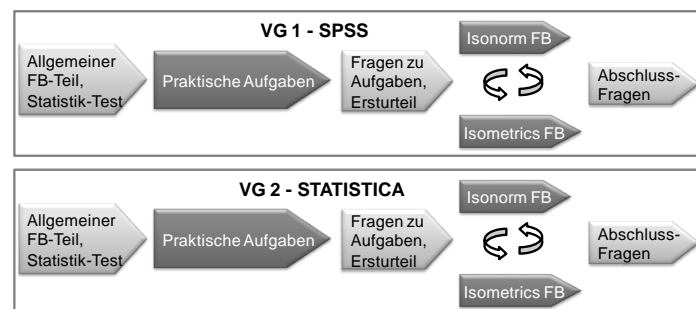 VG 1 - SPSS
Allgemeiner
FB-Teil,
Statistik-Test
Praktische Aufgaben
Fragen zu
Aufgaben,
Ersturteil
Isonorm FB
Isometrics FB
Abschluss-
Fragen
VG 2 - STATISTICA
Allgemeiner
FB-Teil,
Statistik-Test
Praktische Aufgaben
Fragen zu
Aufgaben,
Ersturteil
Isonorm FB
Isometrics FB
Abschluss-
Fragen